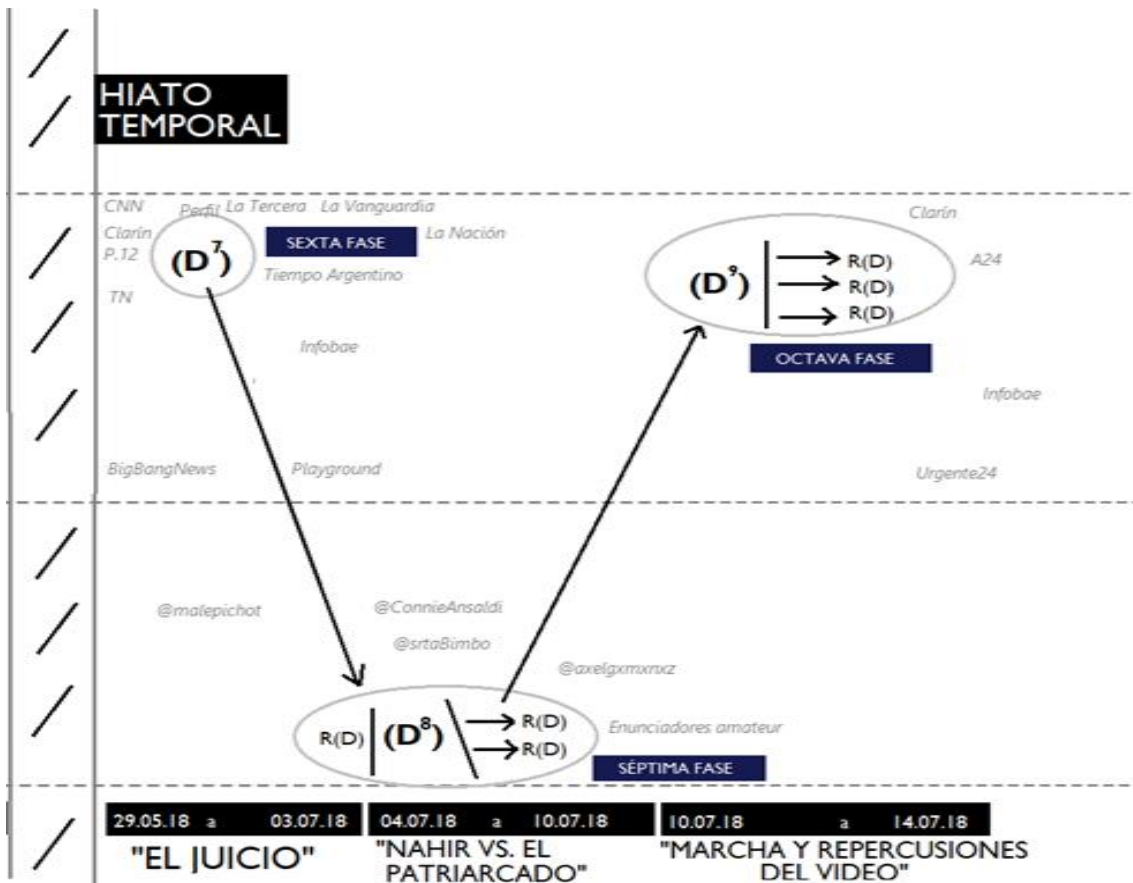 HIATO
TEMPORAL
CNN
Perfil
La Tercera
La Vanguardia
Clarín
Clarín
P.12
(D⁷)
SEXTA FASE
La Nación
Tiempo Argentino
(D⁹)
R(D)
R(D)
R(D)
A24
TN
Infobae
OCTAVA FASE
Infobae
BigBangNews
Playground
Urgente24
@malepichot
@ConnieAnsaldi
@srtaBimbo
@axelgxmxnxz
R(D)
(D⁸)
R(D)
R(D)
Enunciadores amateur
SÉPTIMA FASE
29.05.18 a 03.07.18
04.07.18 a 10.07.18
10.07.18 a 14.07.18
"EL JUICIO"
"NAHIR VS. EL
PATRIARCADO"
"MARCHA Y REPERCUSIONES
DEL VIDEO"